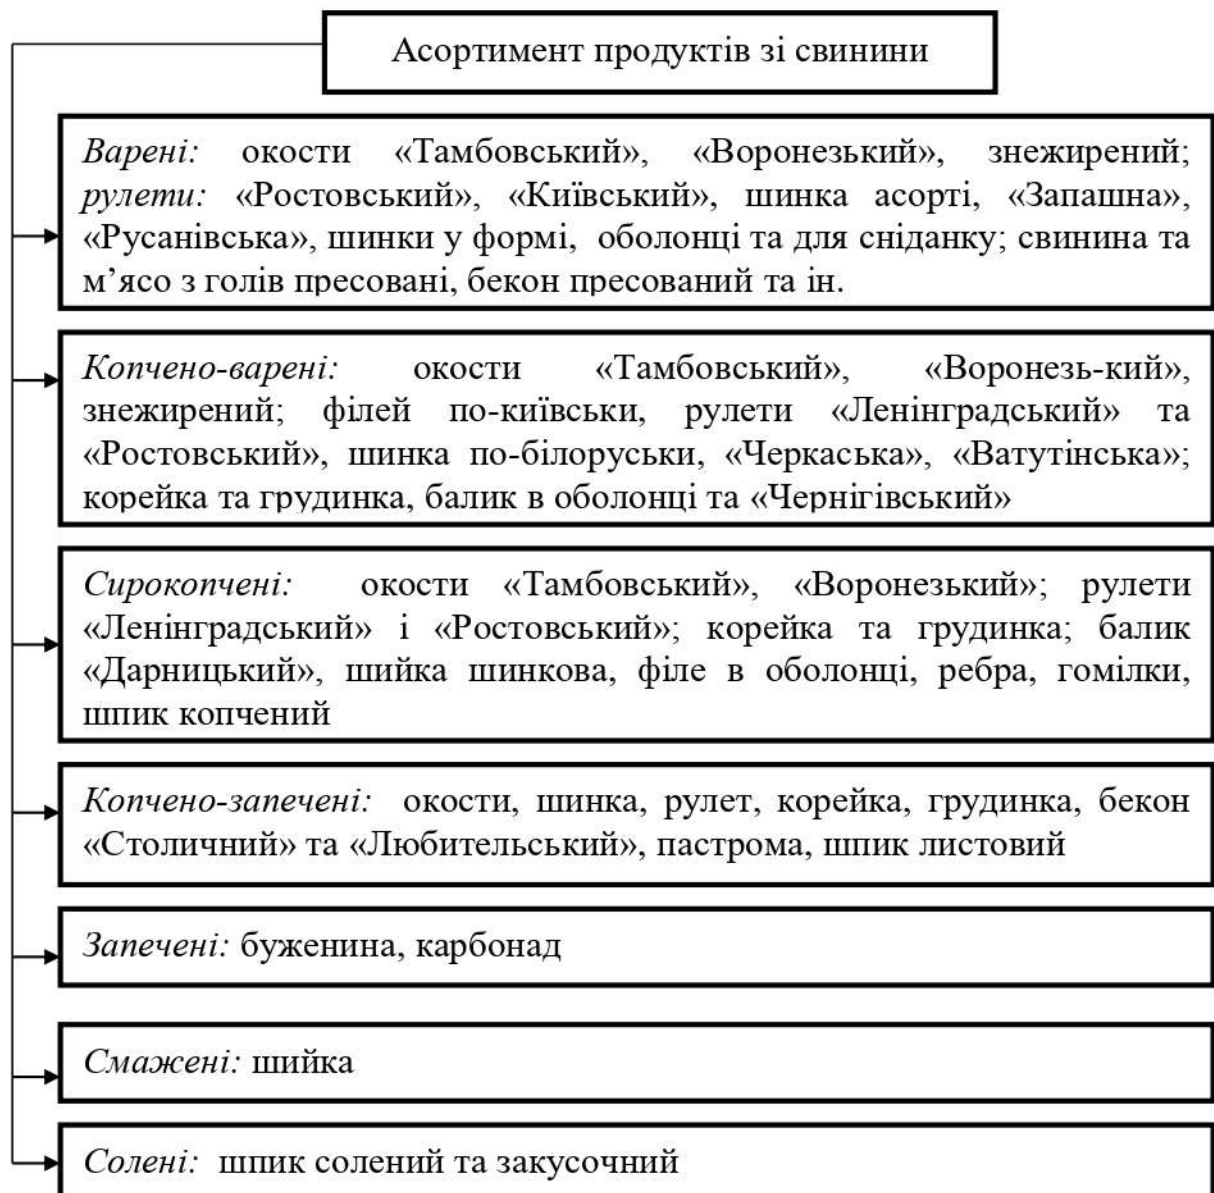 Асортимент продуктів зі свинини
Варені: окости «Тамбовський», «Воронезький», знежирений;
рулети: «Ростовський», «Київський», шинка асорті, «Запашна»,
«Русанівська», шинки у формі, оболонці та для сніданку; свинина та
м’ясо з голів пресовані, бекон пресований та ін.
Копчено-варені: окости «Тамбовський», «Воронезь-кий»,
знежирений; філей по-київськи, рулети «Ленінградський» та
«Ростовський», шинка по-білоруськи, «Черкаська», «Ватутінська»;
корейка та грудинка, балик в оболонці та «Чернігівський»
Сирокопчені: окости «Тамбовський», «Воронезький»; рулети
«Ленінградський» і «Ростовський»; корейка та грудинка; балик
«Дарницький», шийка шинкова, філе в оболонці, ребра, гомілки,
шпик копчений
Копчено-запечені: окости, шинка, рулет, корейка, грудинка, бекон
«Столичний» та «Любительський», пастрома, шпик листовий
Запечені: буженина, карбонад
Смажені: шийка
Солені: шпик солений та закусочний